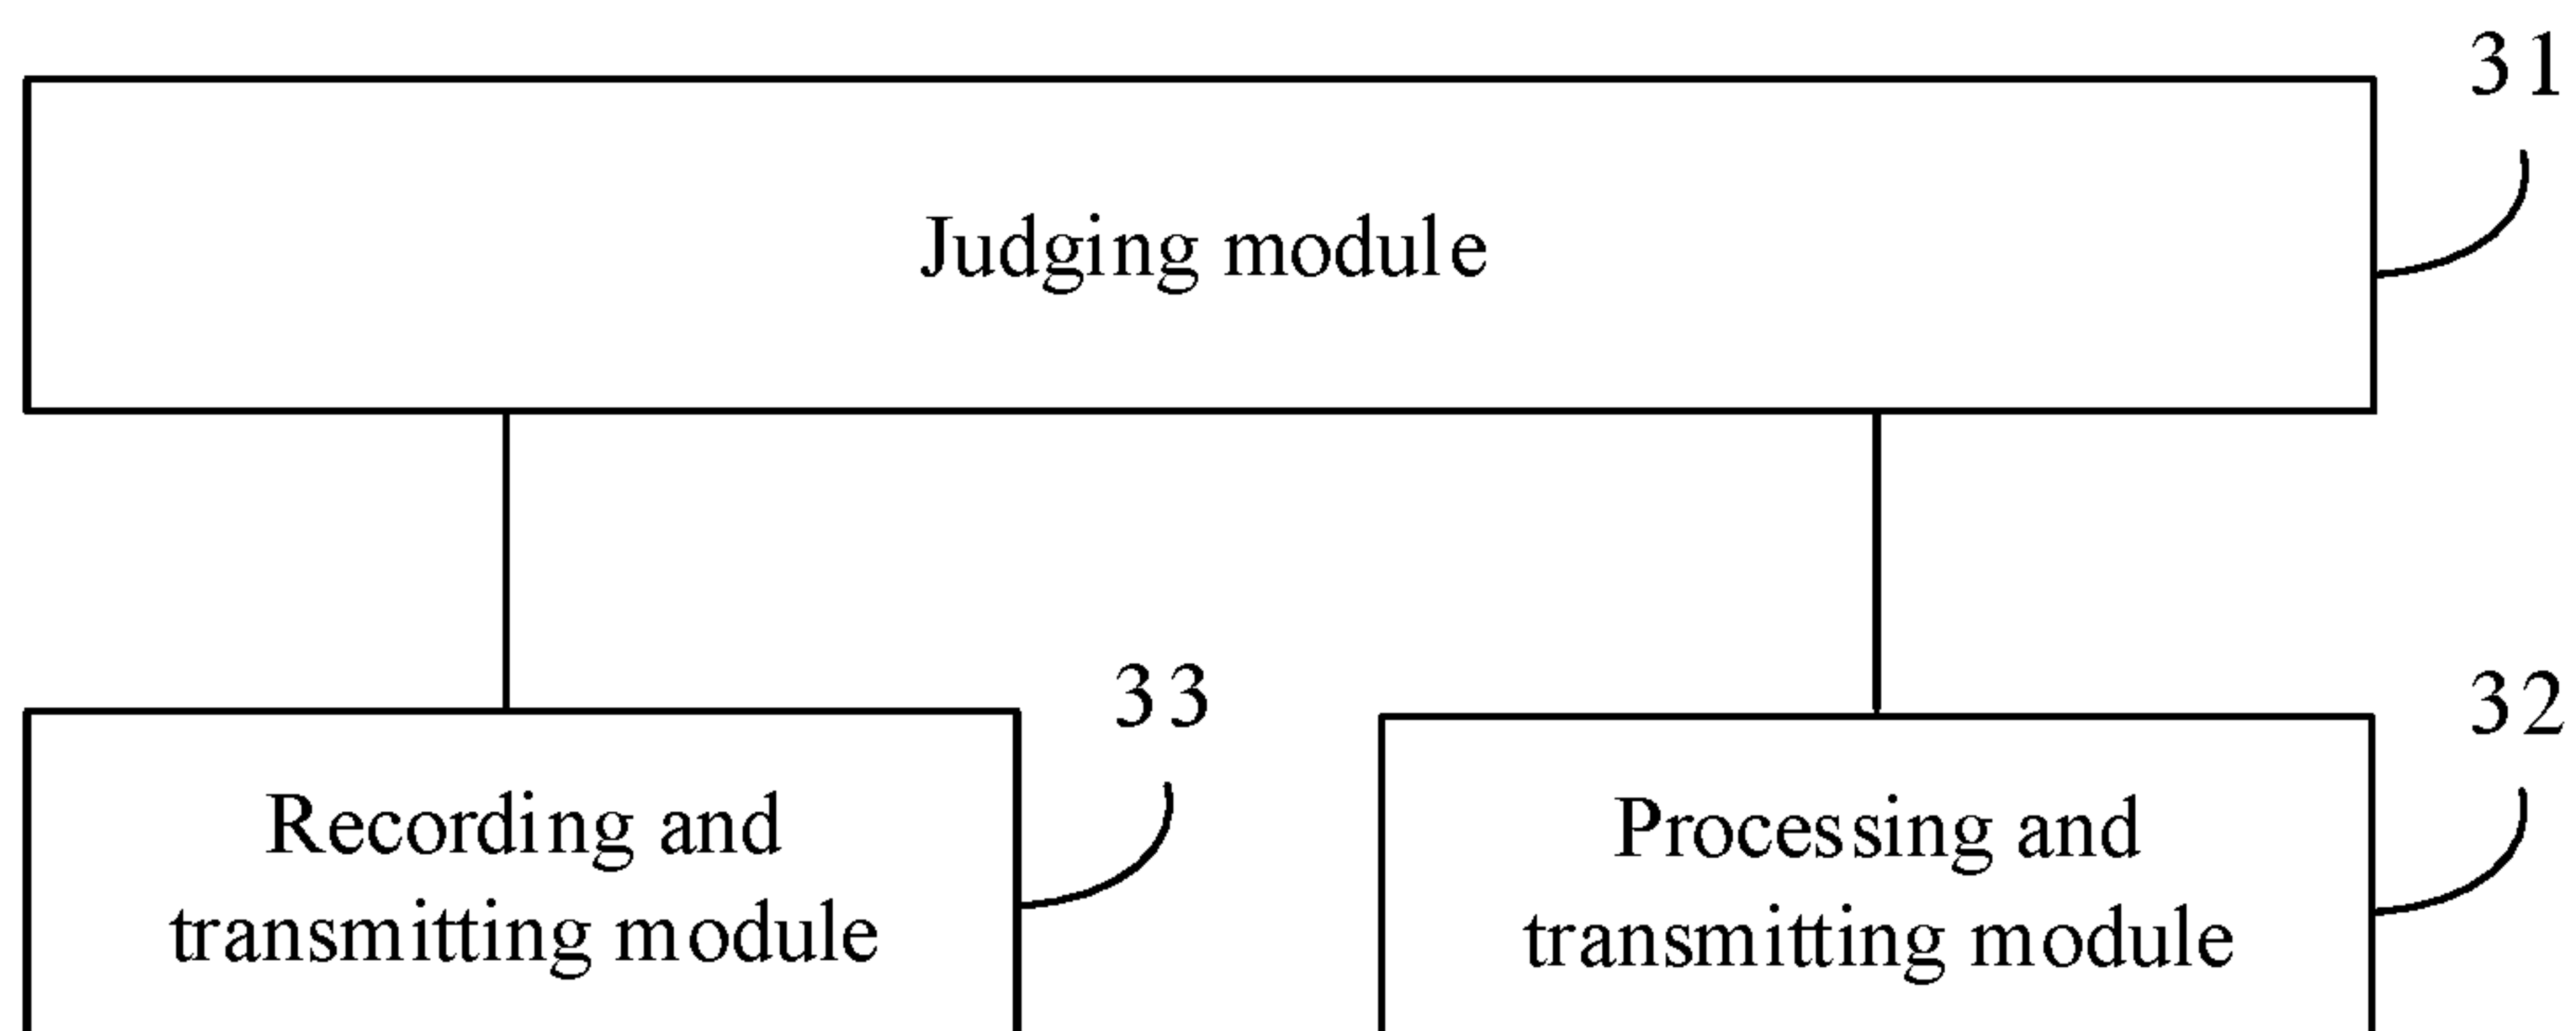 31
Judging module
33
32
Recording and
transmitting module
Processing and
transmitting module